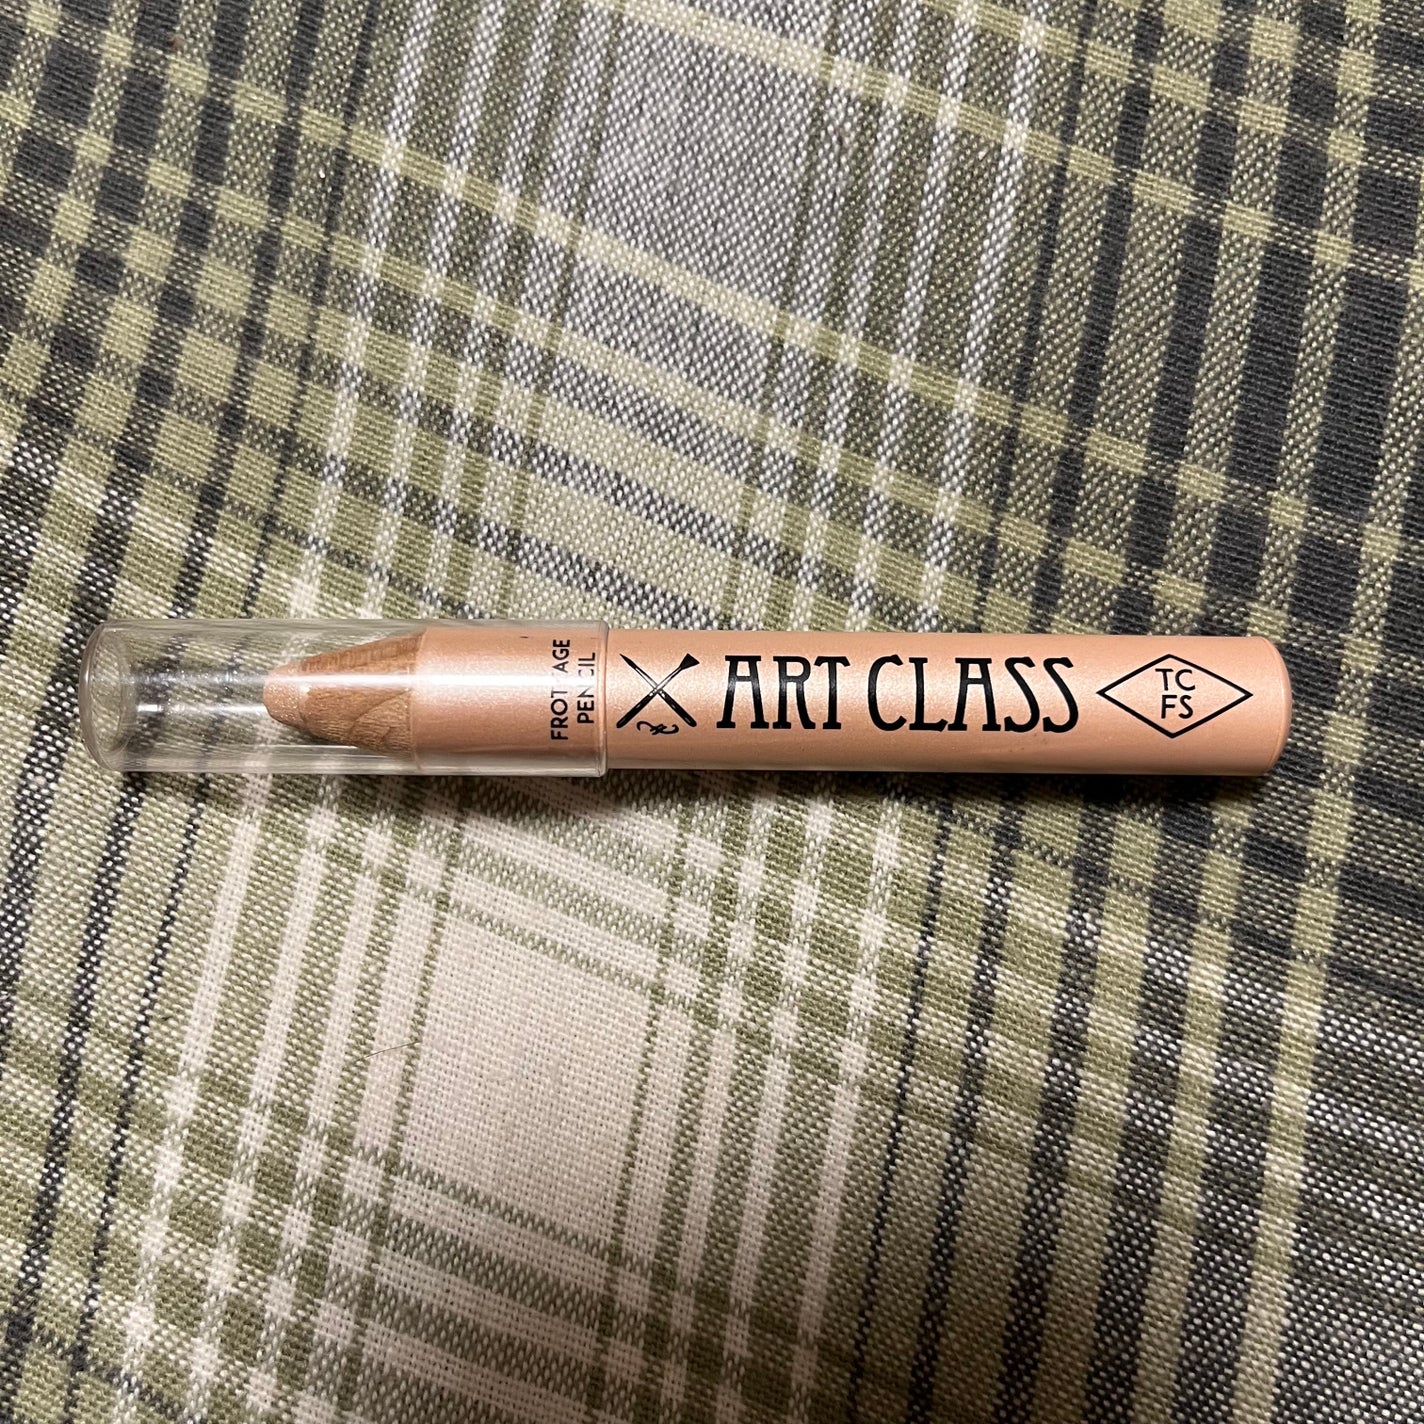 FROTTAGE
PENCIL
ART CLASS
TC
FS